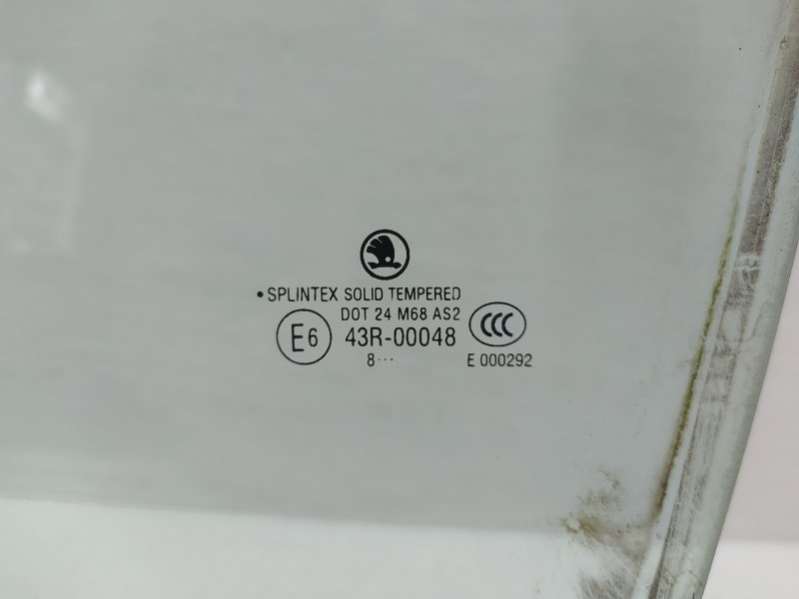 •SPLINTEX SOLID TEMPERED
DOT 24 M68 AS2
E6 43R-00048 CCC
8··· E 000292